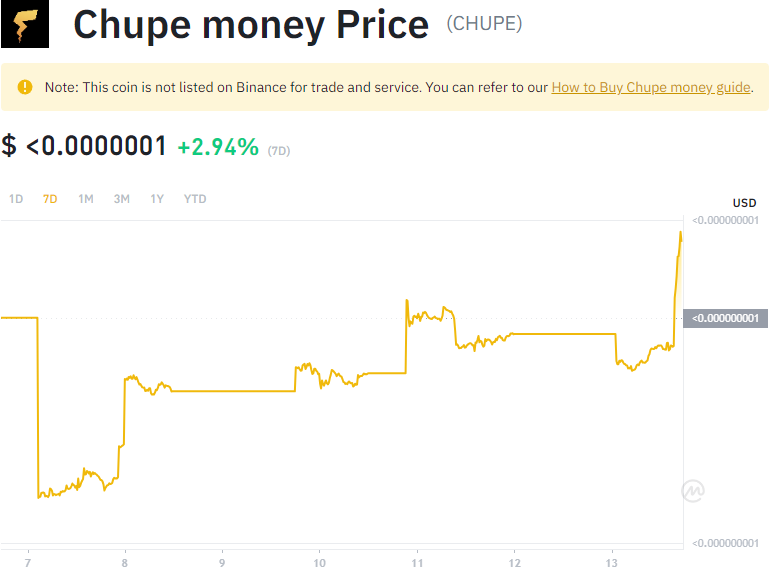 Chupe money Price (CHUPE)
Note: This coin is not listed on Binance for trade and service. You can refer to our How to Buy Chupe money guide.
$ <0.0000001 +2.94% (7D)
1D 7D 1M 3M 1Y YTD
USD
<0.000000001
<0.000000001
<0.000000001
7 8 9 10 11 12 13